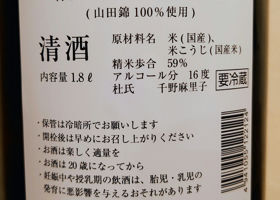 (山田錦100%使用)
清酒
内容量 1.8ℓ
原材料名 米(国産)、
米こうじ(国産米)
精米歩合 59%
アルコール分 16度
杜氏 千野麻里子
要冷蔵
・保管は冷暗所でお願いします
・開栓後は早めにお召し上がりください
・お酒は楽しく適量を
・お酒は20歳になってから
・妊娠中や授乳期の飲酒は、胎児・乳児の
発育に悪影響を与えるおそれがあります